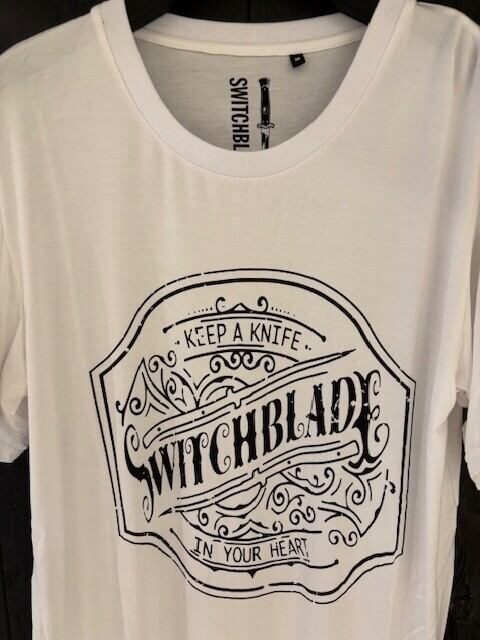 M
SWITCHBL
KEEP A KNIFE
SWITCHBLADE
IN YOUR HEART